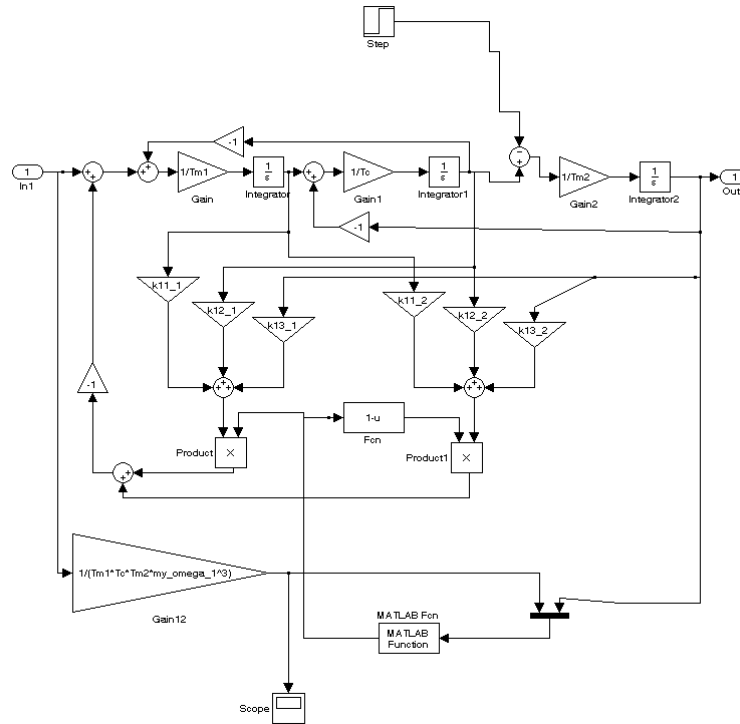 Step
-1
1
In1
1/Tm1
Gain
1
s
Integrator
1/Tc
Gain1
1
s
Integrator1
1/Tm2
Gain2
1
s
Integrator2
1
Out
-1
k11_1
k12_1
k13_1
k11_2
k12_2
k13_2
-1
Product
×
1-u
Fcn
Product1
×
1/(Tm1*Tc*Tm2*my_omega_1^3)
Gain12
MATLAB Fcn
MATLAB
Function
Scope